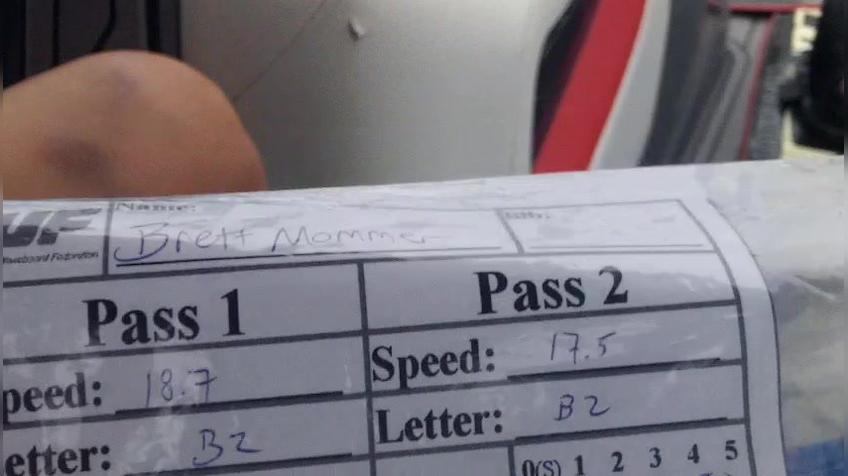 Name: Brett Mommer
Pass 1 Pass 2
peed: 18.7 Speed: 17.5
etter: B2 Letter: B2
0(S) 1 2 3 4 5